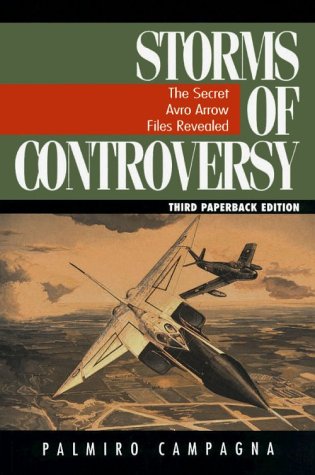 STORMS
The Secret
Avro Arrow
Files Revealed
OF
CONTROVERSY
THIRD PAPERBACK EDITION
PALMIRO CAMPAGNA